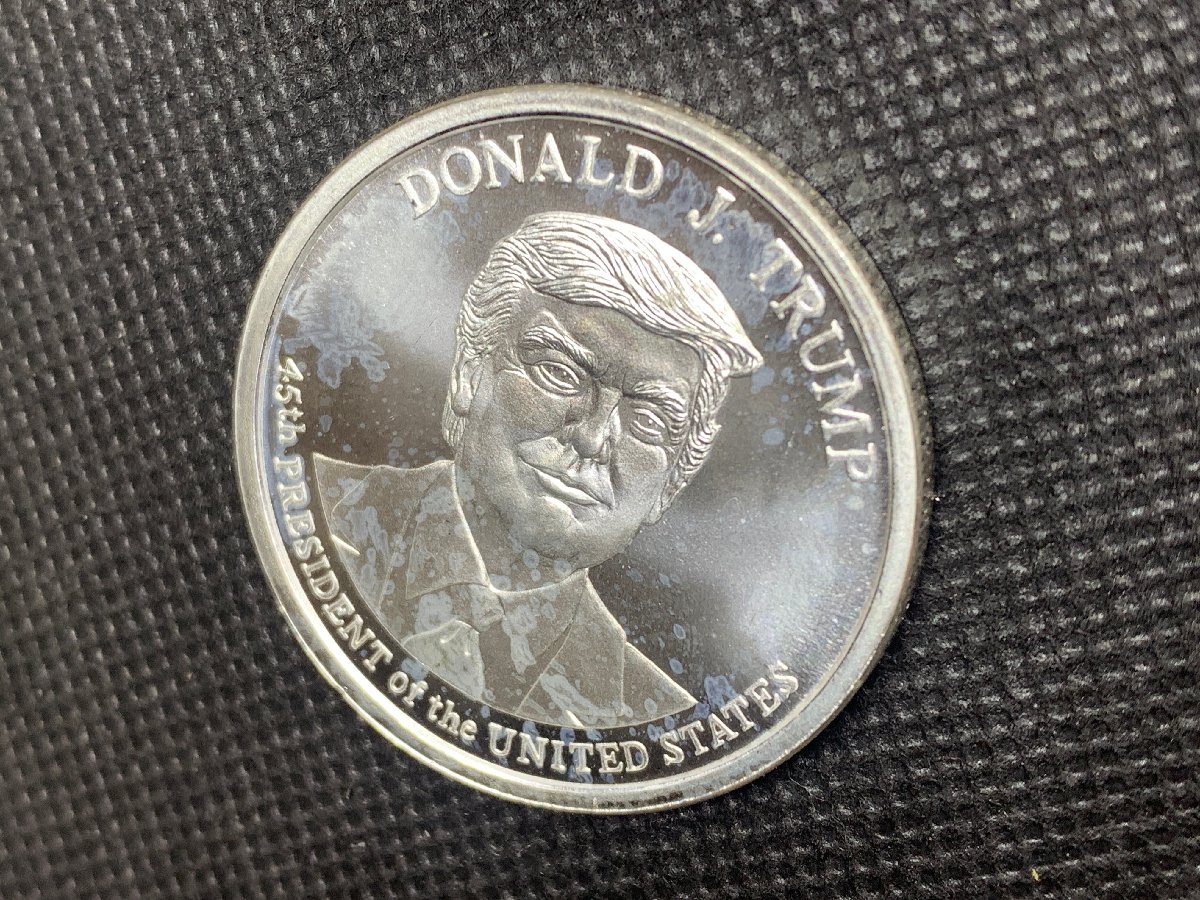 DONALD J. TRUMP
45th PRESIDENT of the UNITED STATES